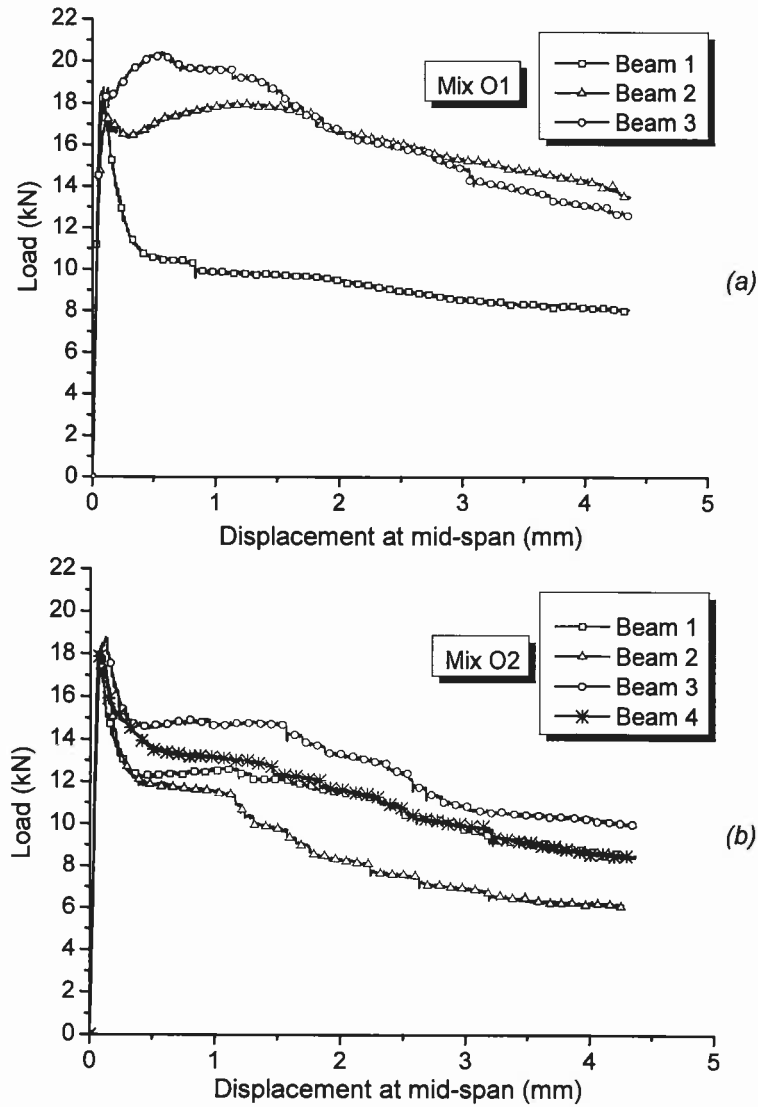 22
20
18
16
14
12
10
8
6
4
2
0
Load (kN)
Mix O1
Beam 1
Beam 2
Beam 3
(a)
0 1 2 3 4 5
Displacement at mid-span (mm)
22
20
18
16
14
12
10
8
6
4
2
0
Load (kN)
Mix O2
Beam 1
Beam 2
Beam 3
Beam 4
(b)
0 1 2 3 4 5
Displacement at mid-span (mm)